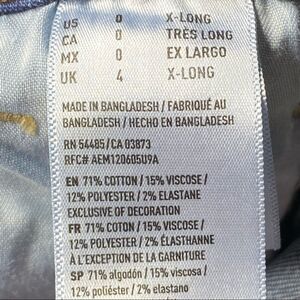 US 0 X-LONG
CA 0 TRÈS LONG
MX 0 EX LARGO
UK 4 X-LONG
MADE IN BANGLADESH / FABRIQUÉ AU
BANGLADESH / HECHO EN BANGLADESH
RN 54485 / CA 03873
RFC# AEM120605U9A
EN 71% COTTON / 15% VISCOSE /
12% POLYESTER / 2% ELASTANE
EXCLUSIVE OF DECORATION
FR 71% COTON / 15% VISCOSE /
12% POLYESTER / 2% ÉLASTHANNE
À L'EXCEPTION DE LA GARNITURE
SP 71% algodón / 15% viscosa /
12% poliéster / 2% elastano